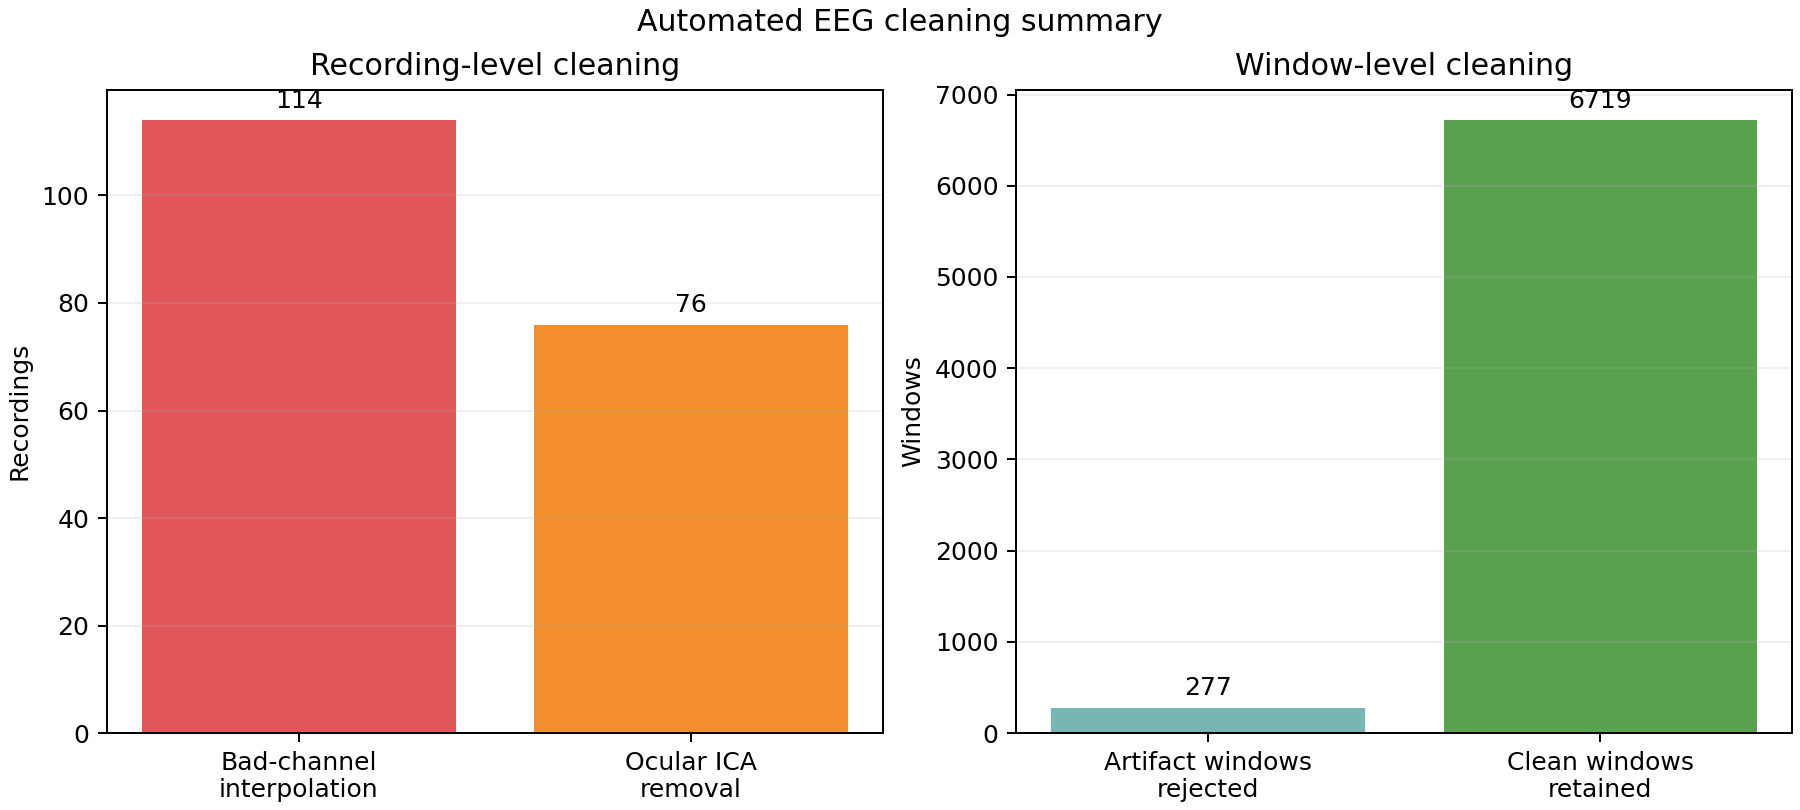 Automated EEG cleaning summary
Recording-level cleaning
114
76
100
80
60
40
20
0
Recordings
Bad-channel
interpolation
Ocular ICA
removal
Window-level cleaning
6719
277
7000
6000
5000
4000
3000
2000
1000
0
Windows
Artifact windows
rejected
Clean windows
retained